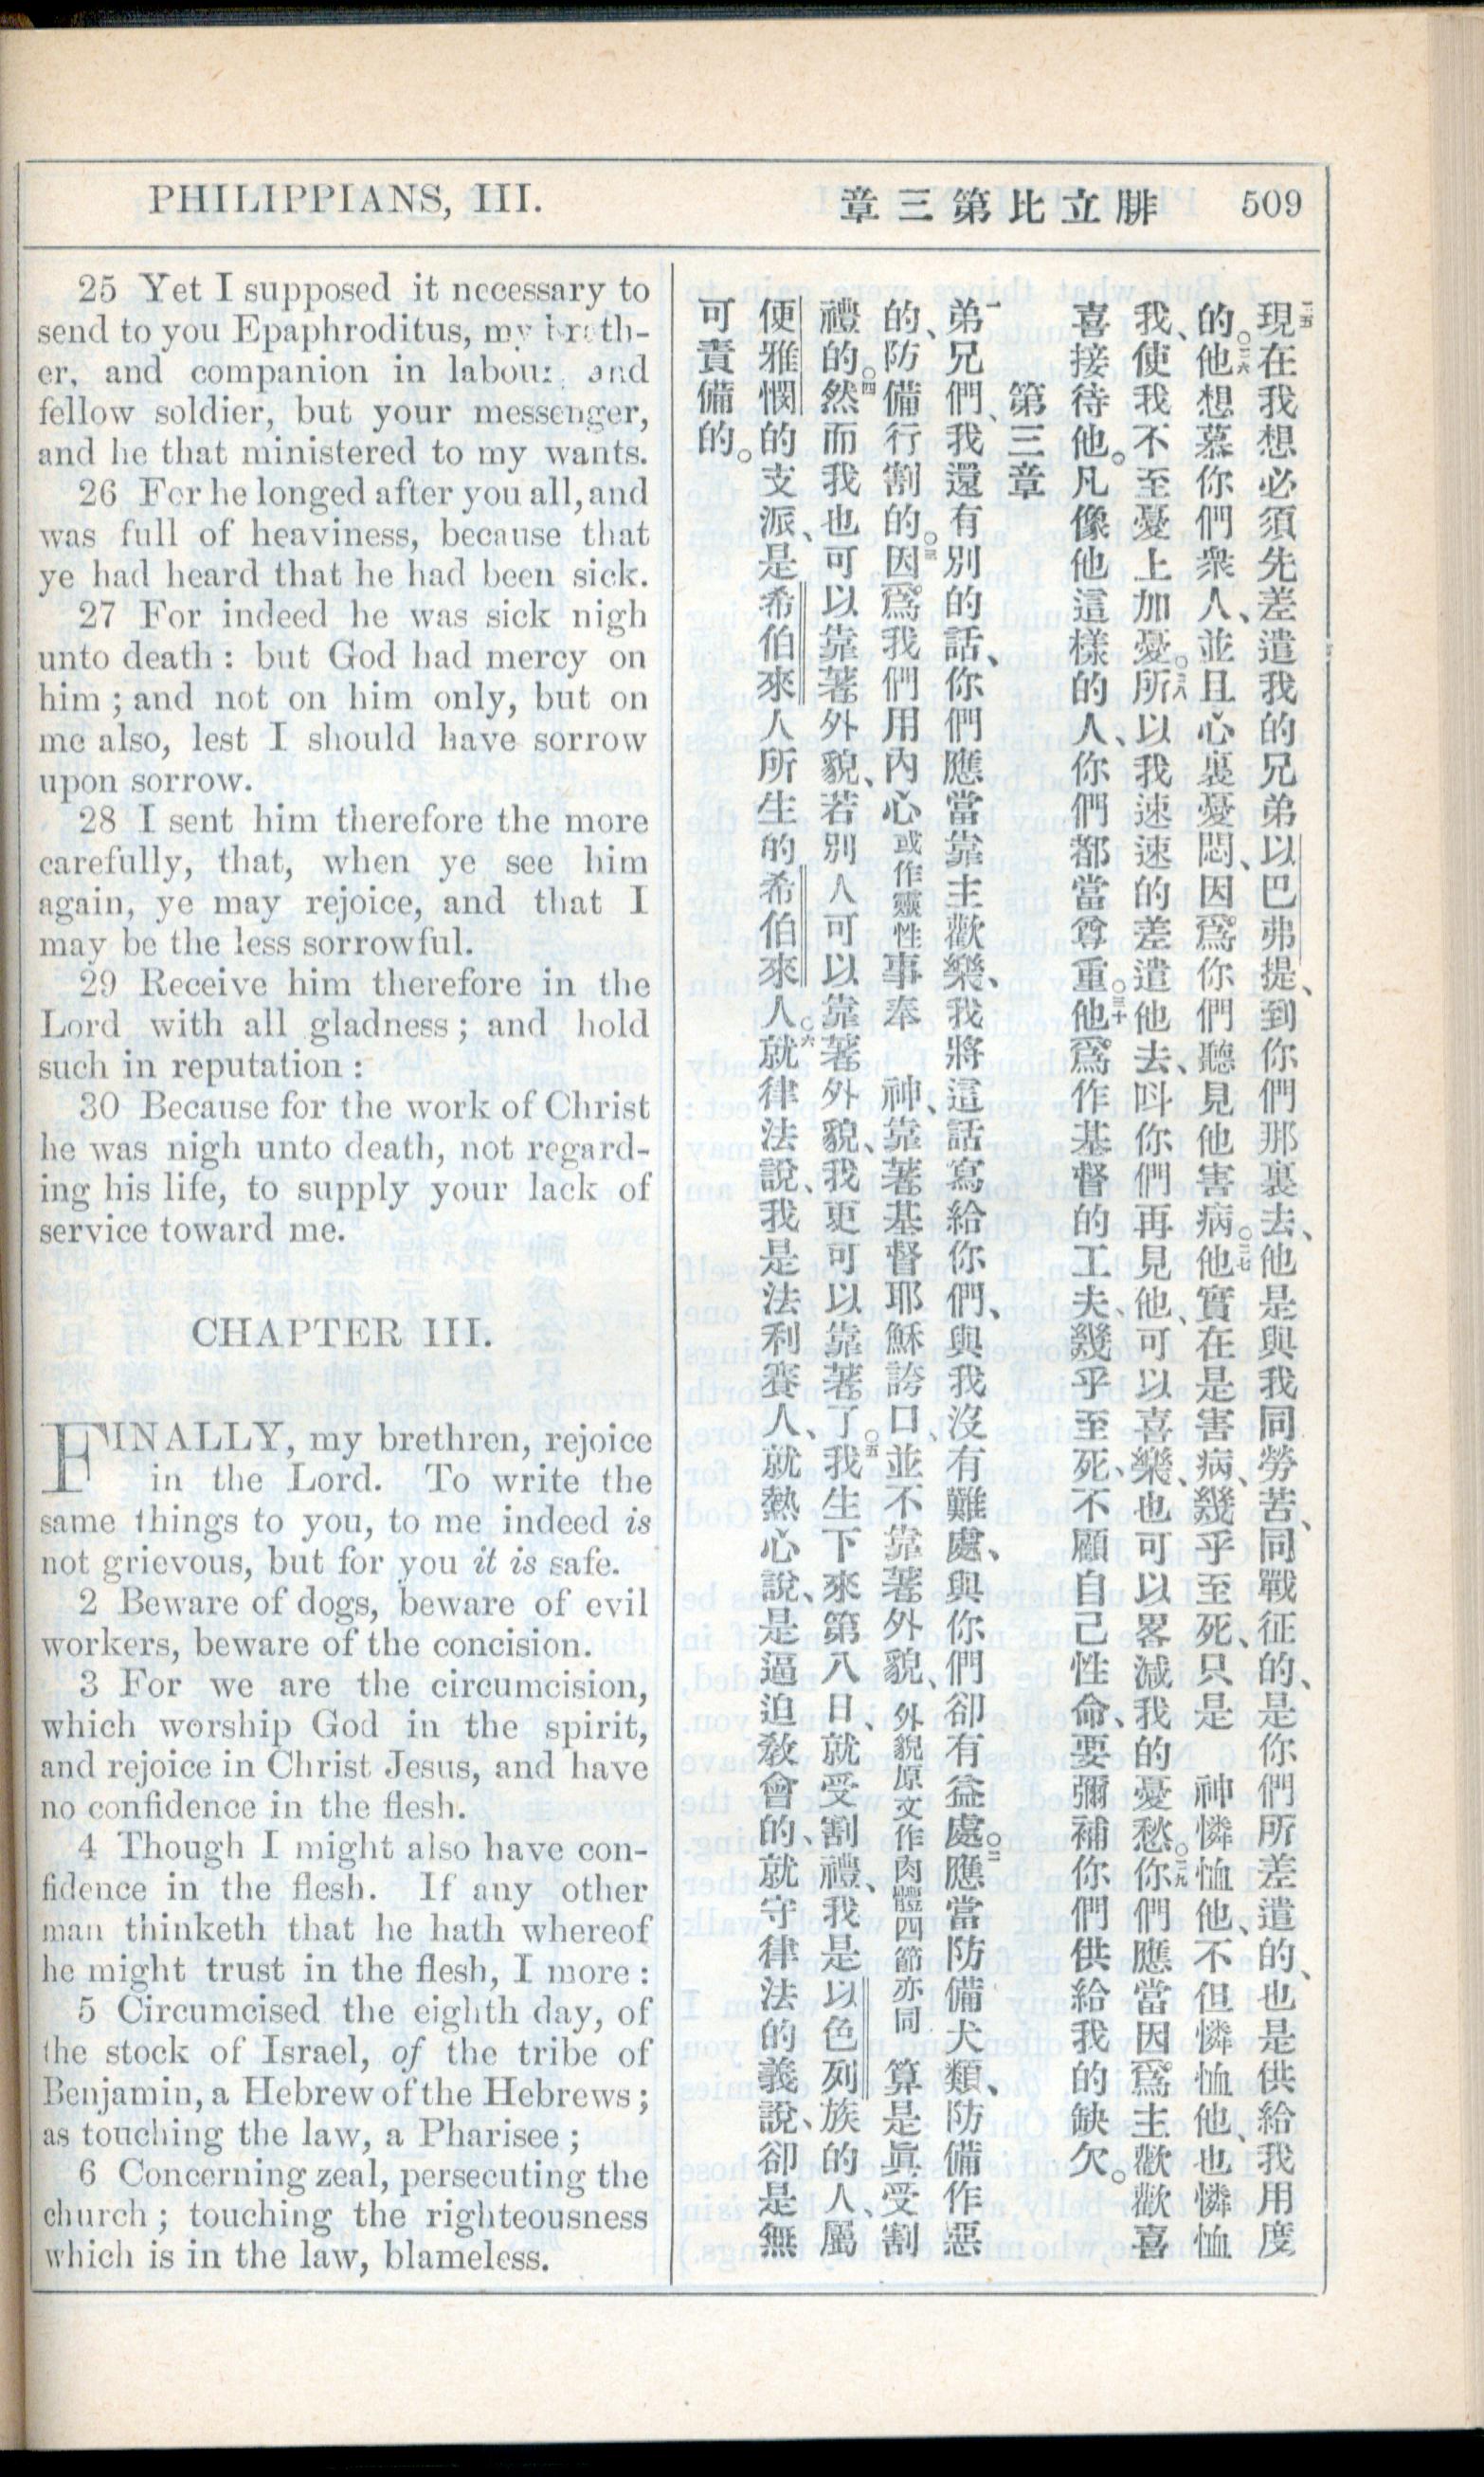 PHILIPPIANS, III.
章三第比立腓 509
25 Yet I supposed it necessary to
send to you Epaphroditus, my broth-
er, and companion in labour, and
fellow soldier, but your messenger,
and he that ministered to my wants.
26 For he longed after you all, and
was full of heaviness, because that
ye had heard that he had been sick.
27 For indeed he was sick nigh
unto death: but God had mercy on
him; and not on him only, but on
me also, lest I should have sorrow
upon sorrow.
28 I sent him therefore the more
carefully, that, when ye see him
again, ye may rejoice, and that I
may be the less sorrowful.
29 Receive him therefore in the
Lord with all gladness; and hold
such in reputation:
30 Because for the work of Christ
he was nigh unto death, not regard-
ing his life, to supply your lack of
service toward me.
CHAPTER III.
FINALLY, my brethren, rejoice
in the Lord. To write the
same things to you, to me indeed is
not grievous, but for you it is safe.
2 Beware of dogs, beware of evil
workers, beware of the concision.
3 For we are the circumcision,
which worship God in the spirit,
and rejoice in Christ Jesus, and have
no confidence in the flesh.
4 Though I might also have con-
fidence in the flesh. If any other
man thinketh that he hath whereof
he might trust in the flesh, I more:
5 Circumcised the eighth day, of
the stock of Israel, of the tribe of
Benjamin, a Hebrew of the Hebrews;
as touching the law, a Pharisee;
6 Concerning zeal, persecuting the
church; touching the righteousness
which is in the law, blameless.
二五現在我想必須先差遣我的兄弟以巴弗提、到你們那裏去、他是與我同勞苦、同戰征的、是你們所差遣的、也是供給我用度
的。○二六他想慕你們衆人、並且心裏憂悶、因爲你們聽見他害病。○二七他實在是害病、幾乎至死、只是 神憐恤他、不但憐恤他、也憐恤
我、使我不至憂上加憂。○二八所以我速速的差遣他去、呌你們再見他、可以喜樂、也可以畧減我的憂愁。○二九你們應當因爲主歡歡喜
喜接待他。凡像他這樣的人、你們都當尊重他。○三十爲作基督的工夫、幾乎至死、不顧自己性命、要彌補你們供給我的缺欠。
第三章
一弟兄們、我還有別的話、你們應當靠主歡樂、我將這話寫給你們、與我沒有難處、與你們卻有益處。○二應當防備犬類、防備作惡
的、防備行割的。○三因爲我們用內心或作靈性事奉 神、靠著基督耶穌誇口、並不靠著外貌、外貌原文作肉體四節亦同算是眞受割
禮的。○四然而我也可以靠著外貌、若別人可以靠著外貌、我更可以靠著了。○五我生下來第八日、就受割禮、我是以色列族的人、屬
便雅憫的支派、是希伯來人所生的希伯來人。○六就律法說、我是法利賽人、就熱心說、是逼迫敎會的、就守律法的義說、卻是無
可責備的。